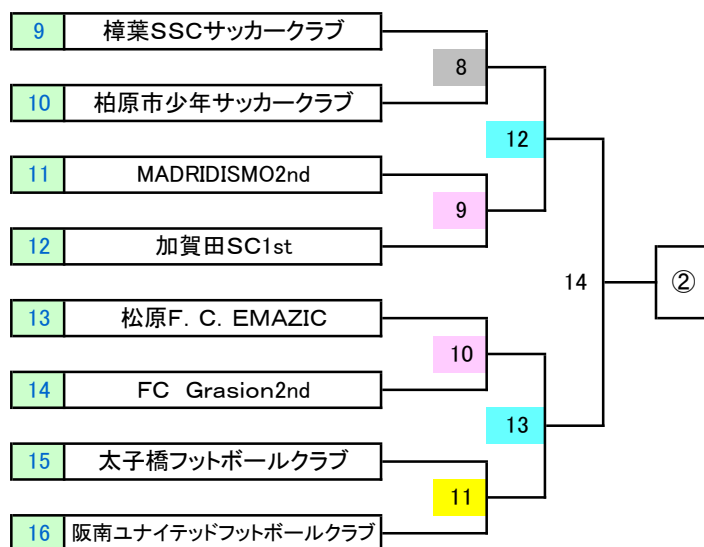 9 樟葉SSCサッカークラブ
8
10 柏原市少年サッカークラブ
12
11 MADRIDISMO2nd
9
12 加賀田SC1st
14 ②
13 松原F．C．EMAZIC
10
14 FC　Grasion2nd
13
15 太子橋フットボールクラブ
11
16 阪南ユナイテッドフットボールクラブ